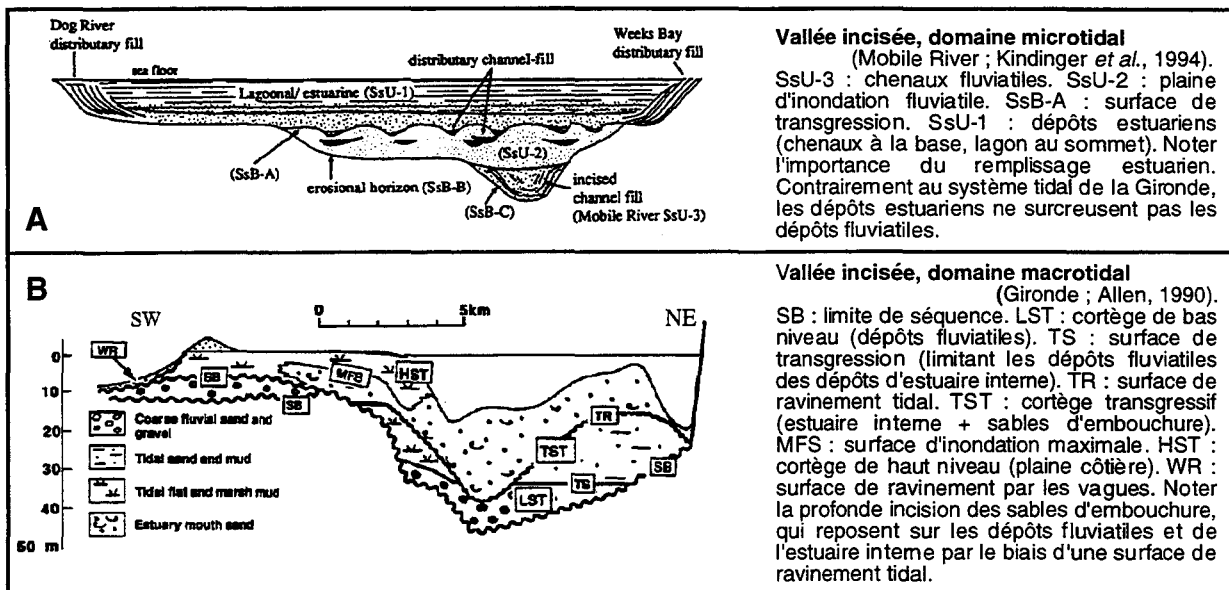 Dog River
distributary fill
sea floor
distributary channel-fill
Weeks Bay
distributary fill
Lagoonal/ estuarine (SsU-1)
(SsU-2)
(SsB-A)
erosional horizon (SsB-B)
(SsB-C)
incised
channel fill
(Mobile River SsU-3)
A
Vallée incisée, domaine microtidal
(Mobile River ; Kindinger et al., 1994).
SsU-3 : chenaux fluviatiles. SsU-2 : plaine
d'inondation fluviatile. SsB-A : surface de
transgression. SsU-1 : dépôts estuariens
(chenaux à la base, lagon au sommet). Noter
l'importance du remplissage estuarien.
Contrairement au système tidal de la Gironde,
les dépôts estuariens ne surcreusent pas les
dépôts fluviatiles.
B
SW
0
5km
NE
WR
SB
MFS
HST
SB
TR
TST
SB
TS
LST
0
10
20
30
40
50 m
Coarse fluvial sand and
gravel
Tidal sand and mud
Tidal flat and marsh mud
Estuary mouth sand
Vallée incisée, domaine macrotidal
(Gironde ; Allen, 1990).
SB : limite de séquence. LST : cortège de bas
niveau (dépôts fluviatiles). TS : surface de
transgression (limitant les dépôts fluviatiles
des dépôts d'estuaire interne). TR : surface de
ravinement tidal. TST : cortège transgressif
(estuaire interne + sables d'embouchure).
MFS : surface d'inondation maximale. HST :
cortège de haut niveau (plaine côtière). WR :
surface de ravinement par les vagues. Noter
la profonde incision des sables d'embouchure,
qui reposent sur les dépôts fluviatiles et de
l'estuaire interne par le biais d'une surface de
ravinement tidal.